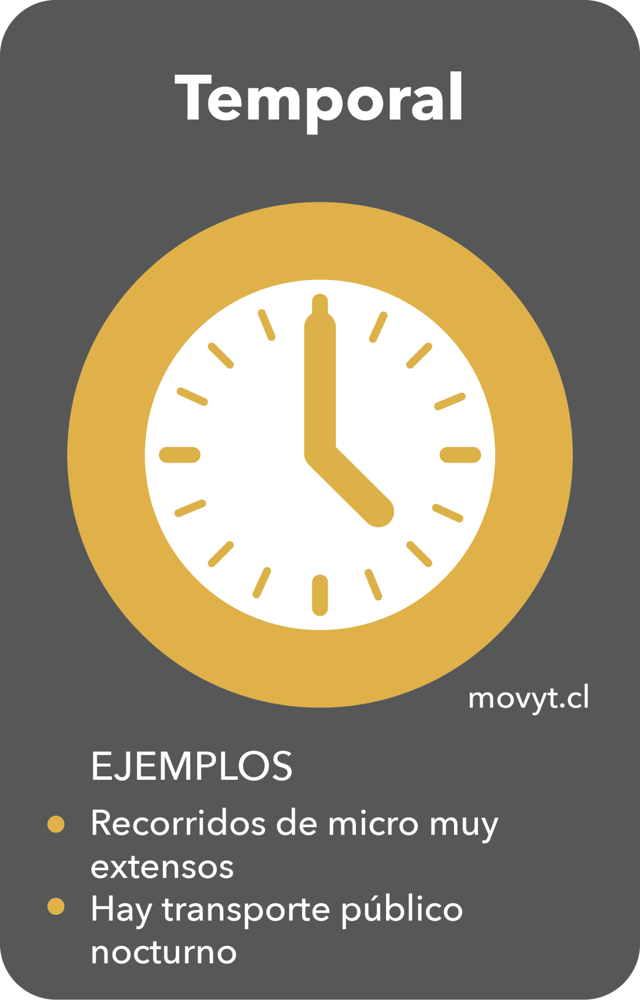 Temporal
movyt.cl
EJEMPLOS
Recorridos de micro muy
extensos
Hay transporte público
nocturno